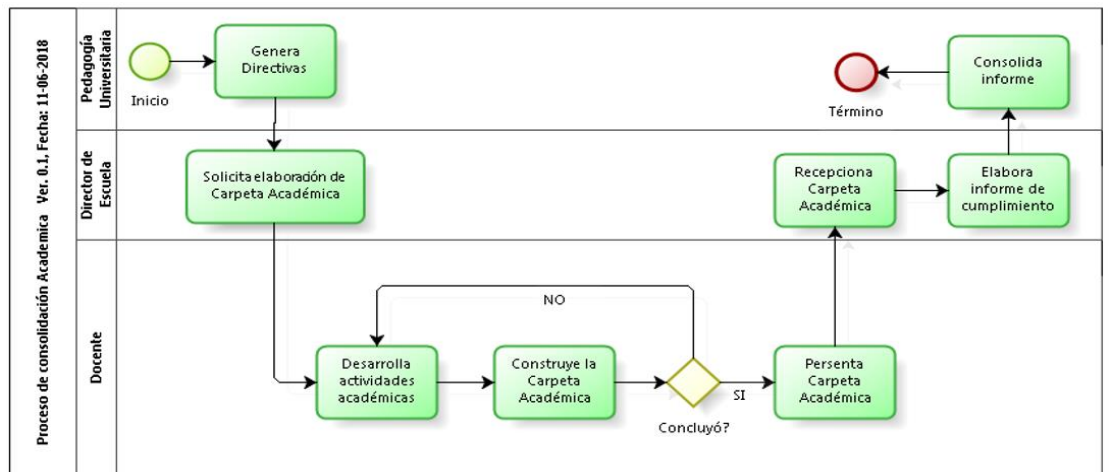 Proceso de consolidación Academica Ver. 0.1, Fecha: 11-06-2018
Pedagogía
Universitaria
Inicio
Genera
Directivas
Término
Consolida
informe
Director de
Escuela
Solicita elaboración de
Carpeta Académica
Recepciona
Carpeta
Académica
Elabora
informe de
cumplimiento
Docente
NO
Desarrolla
actividades
académicas
Construye la
Carpeta
Académica
Concluyó?
SI
Persenta
Carpeta
Académica